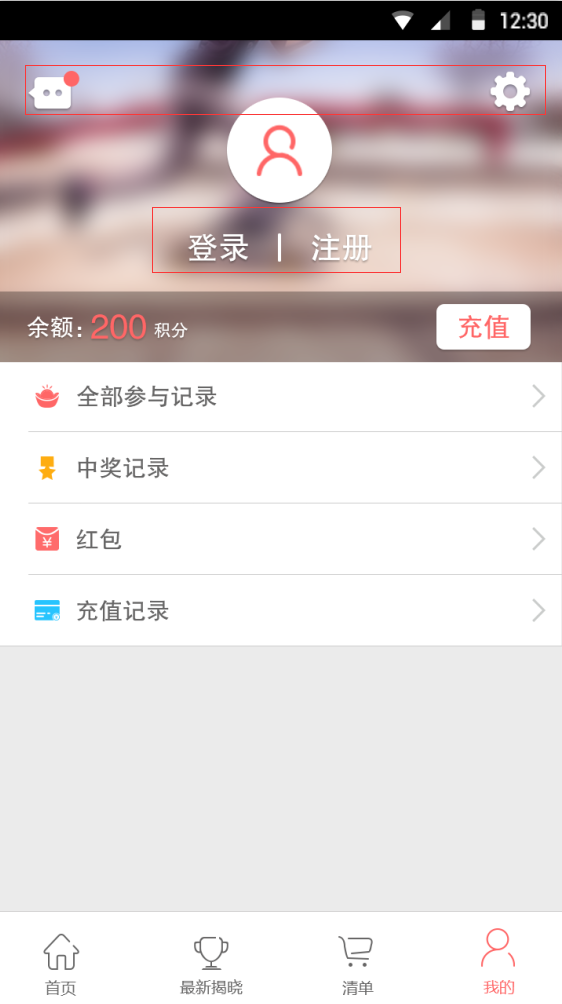 12:30
登录 | 注册
余额: 200 积分 充值
全部参与记录
中奖记录
红包
充值记录
首页 最新揭晓 清单 我的